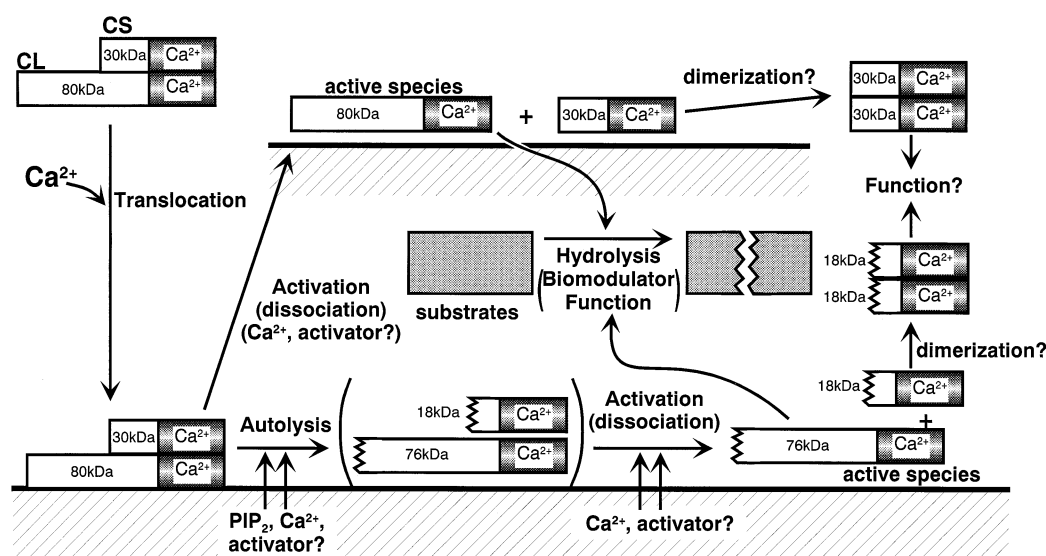 CS
CL
30kDa Ca²⁺
80kDa Ca²⁺
Ca²⁺
Translocation
active species
80kDa Ca²⁺
+
30kDa Ca²⁺
dimerization?
30kDa Ca²⁺
30kDa Ca²⁺
Function?
18kDa Ca²⁺
18kDa Ca²⁺
dimerization?
18kDa Ca²⁺
+
76kDa Ca²⁺
active species
substrates
Hydrolysis
(Biomodulator
Function)
Activation
(dissociation)
(Ca²⁺, activator?)
30kDa Ca²⁺
80kDa Ca²⁺
Autolysis
PIP₂, Ca²⁺,
activator?
18kDa Ca²⁺
76kDa Ca²⁺
Activation
(dissociation)
Ca²⁺, activator?